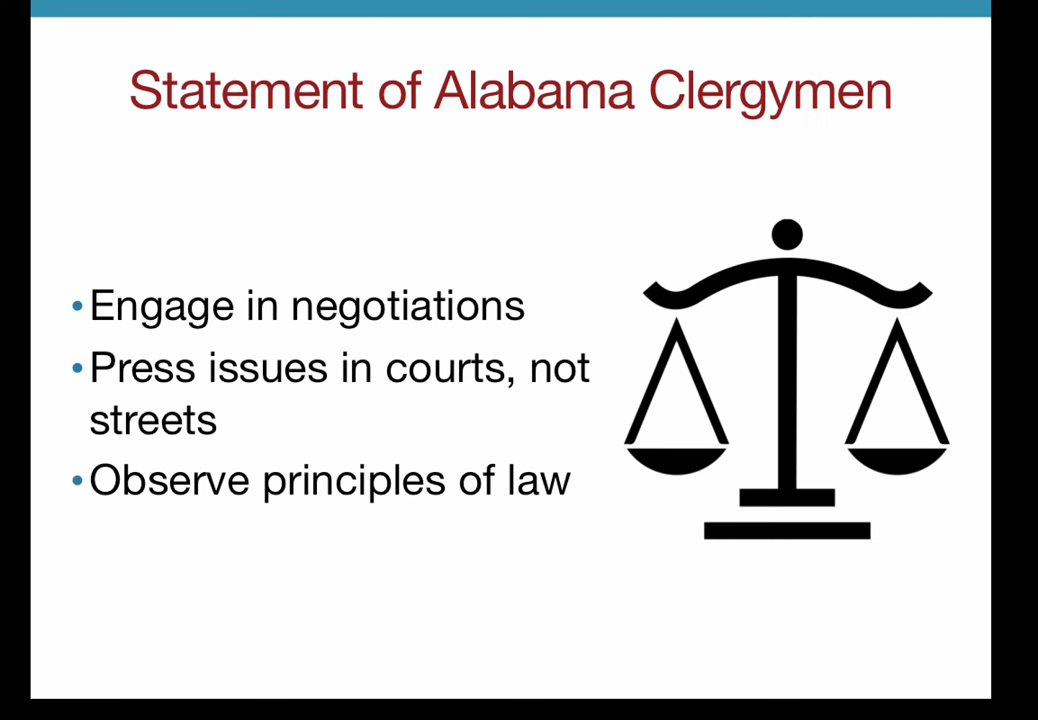 Statement of Alabama Clergymen
•Engage in negotiations
•Press issues in courts, not
streets
•Observe principles of law